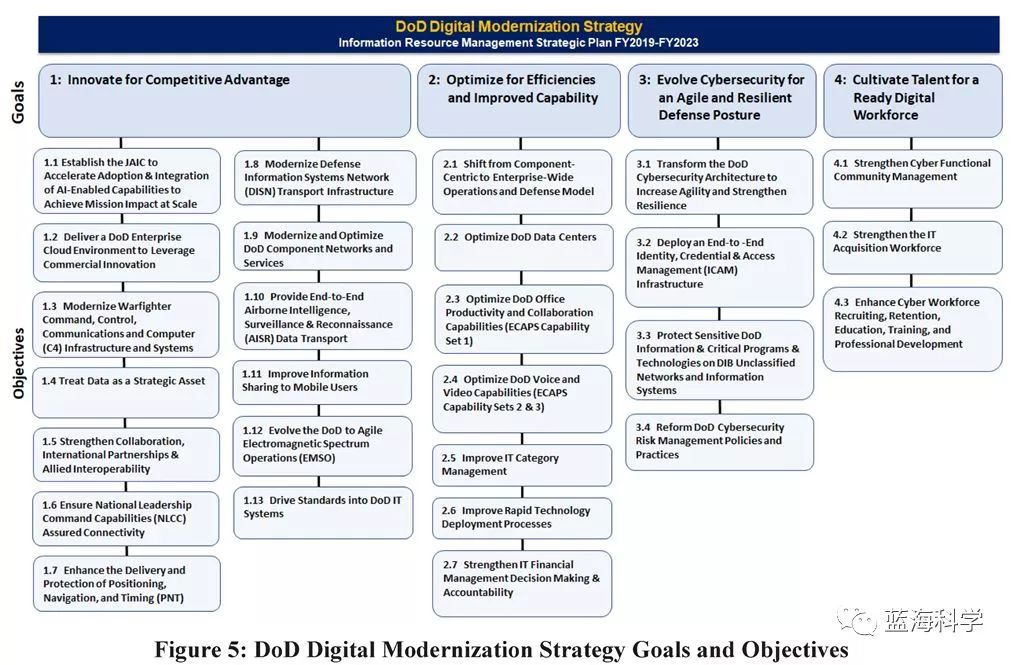 DoD Digital Modernization Strategy
Information Resource Management Strategic Plan FY2019-FY2023
Goals
1: Innovate for Competitive Advantage
2: Optimize for Efficiencies
and Improved Capability
3: Evolve Cybersecurity for
an Agile and Resilient
Defense Posture
4: Cultivate Talent for a
Ready Digital
Workforce
Objectives
1.1 Establish the JAIC to
Accelerate Adoption & Integration
of AI-Enabled Capabilities to
Achieve Mission Impact at Scale
1.2 Deliver a DoD Enterprise
Cloud Environment to Leverage
Commercial Innovation
1.3 Modernize Warfighter
Command, Control,
Communications and Computer
(C4) Infrastructure and Systems
1.4 Treat Data as a Strategic Asset
1.5 Strengthen Collaboration,
International Partnerships &
Allied Interoperability
1.6 Ensure National Leadership
Command Capabilities (NLCC)
Assured Connectivity
1.7 Enhance the Delivery and
Protection of Positioning,
Navigation, and Timing (PNT)
1.8 Modernize Defense
Information Systems Network
(DISN) Transport Infrastructure
1.9 Modernize and Optimize
DoD Component Networks and
Services
1.10 Provide End-to-End
Airborne Intelligence,
Surveillance & Reconnaissance
(AISR) Data Transport
1.11 Improve Information
Sharing to Mobile Users
1.12 Evolve the DoD to Agile
Electromagnetic Spectrum
Operations (EMSO)
1.13 Drive Standards into DoD IT
Systems
2.1 Shift from Component-
Centric to Enterprise-Wide
Operations and Defense Model
2.2 Optimize DoD Data Centers
2.3 Optimize DoD Office
Productivity and Collaboration
Capabilities (ECAPS Capability
Set 1)
2.4 Optimize DoD Voice and
Video Capabilities (ECAPS
Capability Sets 2 & 3)
2.5 Improve IT Category
Management
2.6 Improve Rapid Technology
Deployment Processes
2.7 Strengthen IT Financial
Management Decision Making &
Accountability
3.1 Transform the DoD
Cybersecurity Architecture to
Increase Agility and Strengthen
Resilience
3.2 Deploy an End-to -End
Identity, Credential & Access
Management (ICAM)
Infrastructure
3.3 Protect Sensitive DoD
Information & Critical Programs &
Technologies on DIB Unclassified
Networks and Information
Systems
3.4 Reform DoD Cybersecurity
Risk Management Policies and
Practices
4.1 Strengthen Cyber Functional
Community Management
4.2 Strengthen the IT
Acquisition Workforce
4.3 Enhance Cyber Workforce
Recruiting, Retention,
Education, Training, and
Professional Development
蓝海科学
Figure 5: DoD Digital Modernization Strategy Goals and Objectives